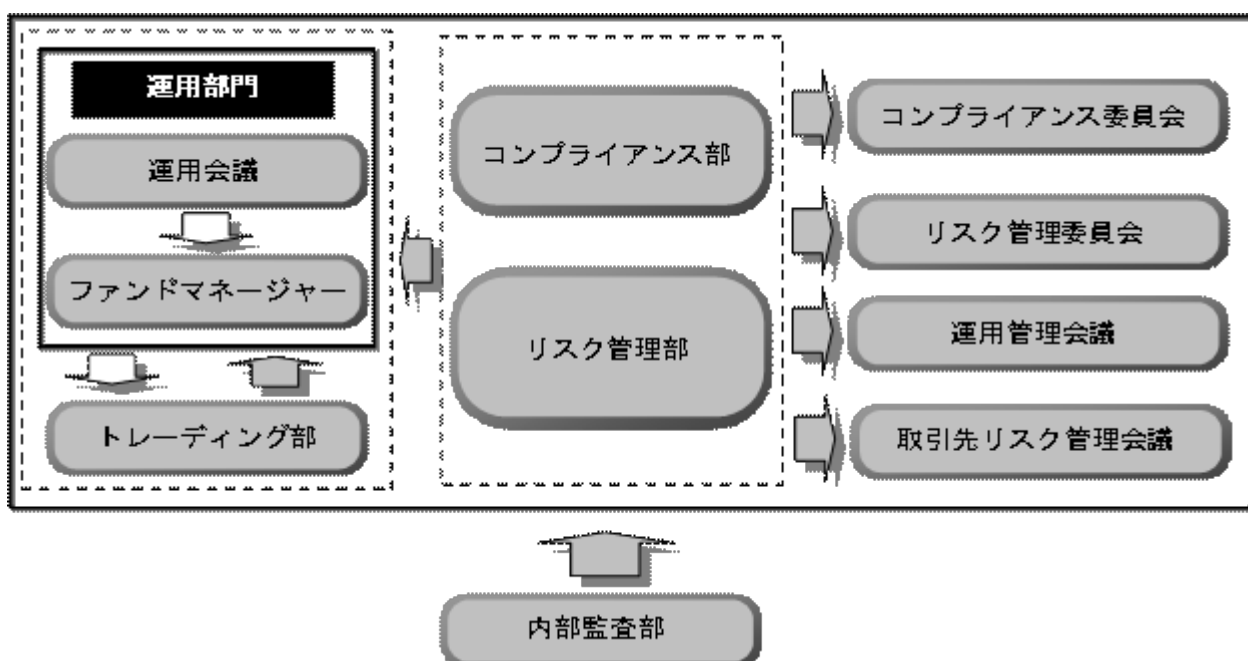 運用部門
運用会議
ファンドマネージャー
トレーディング部
コンプライアンス部
リスク管理部
コンプライアンス委員会
リスク管理委員会
運用管理会議
取引先リスク管理会議
内部監査部